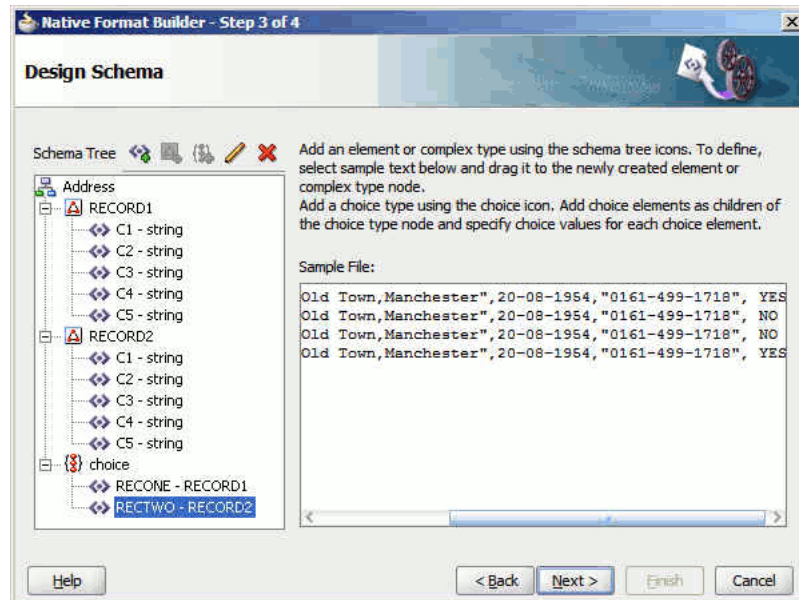 Native Format Builder - Step 3 of 4
Design Schema
Schema Tree
Address
RECORD1
C1 - string
C2 - string
C3 - string
C4 - string
C5 - string
RECORD2
C1 - string
C2 - string
C3 - string
C4 - string
C5 - string
choice
RECONE - RECORD1
RECTWO - RECORD2
Add an element or complex type using the schema tree icons. To define,
select sample text below and drag it to the newly created element or
complex type node.
Add a choice type using the choice icon. Add choice elements as children of
the choice type node and specify choice values for each choice element.
Sample File:
Old Town,Manchester",20-08-1954,"0161-499-1718", YES
Old Town,Manchester",20-08-1954,"0161-499-1718", NO
Old Town,Manchester",20-08-1954,"0161-499-1718", NO
Old Town,Manchester",20-08-1954,"0161-499-1718", YES
Help
< Back
Next >
Finish
Cancel